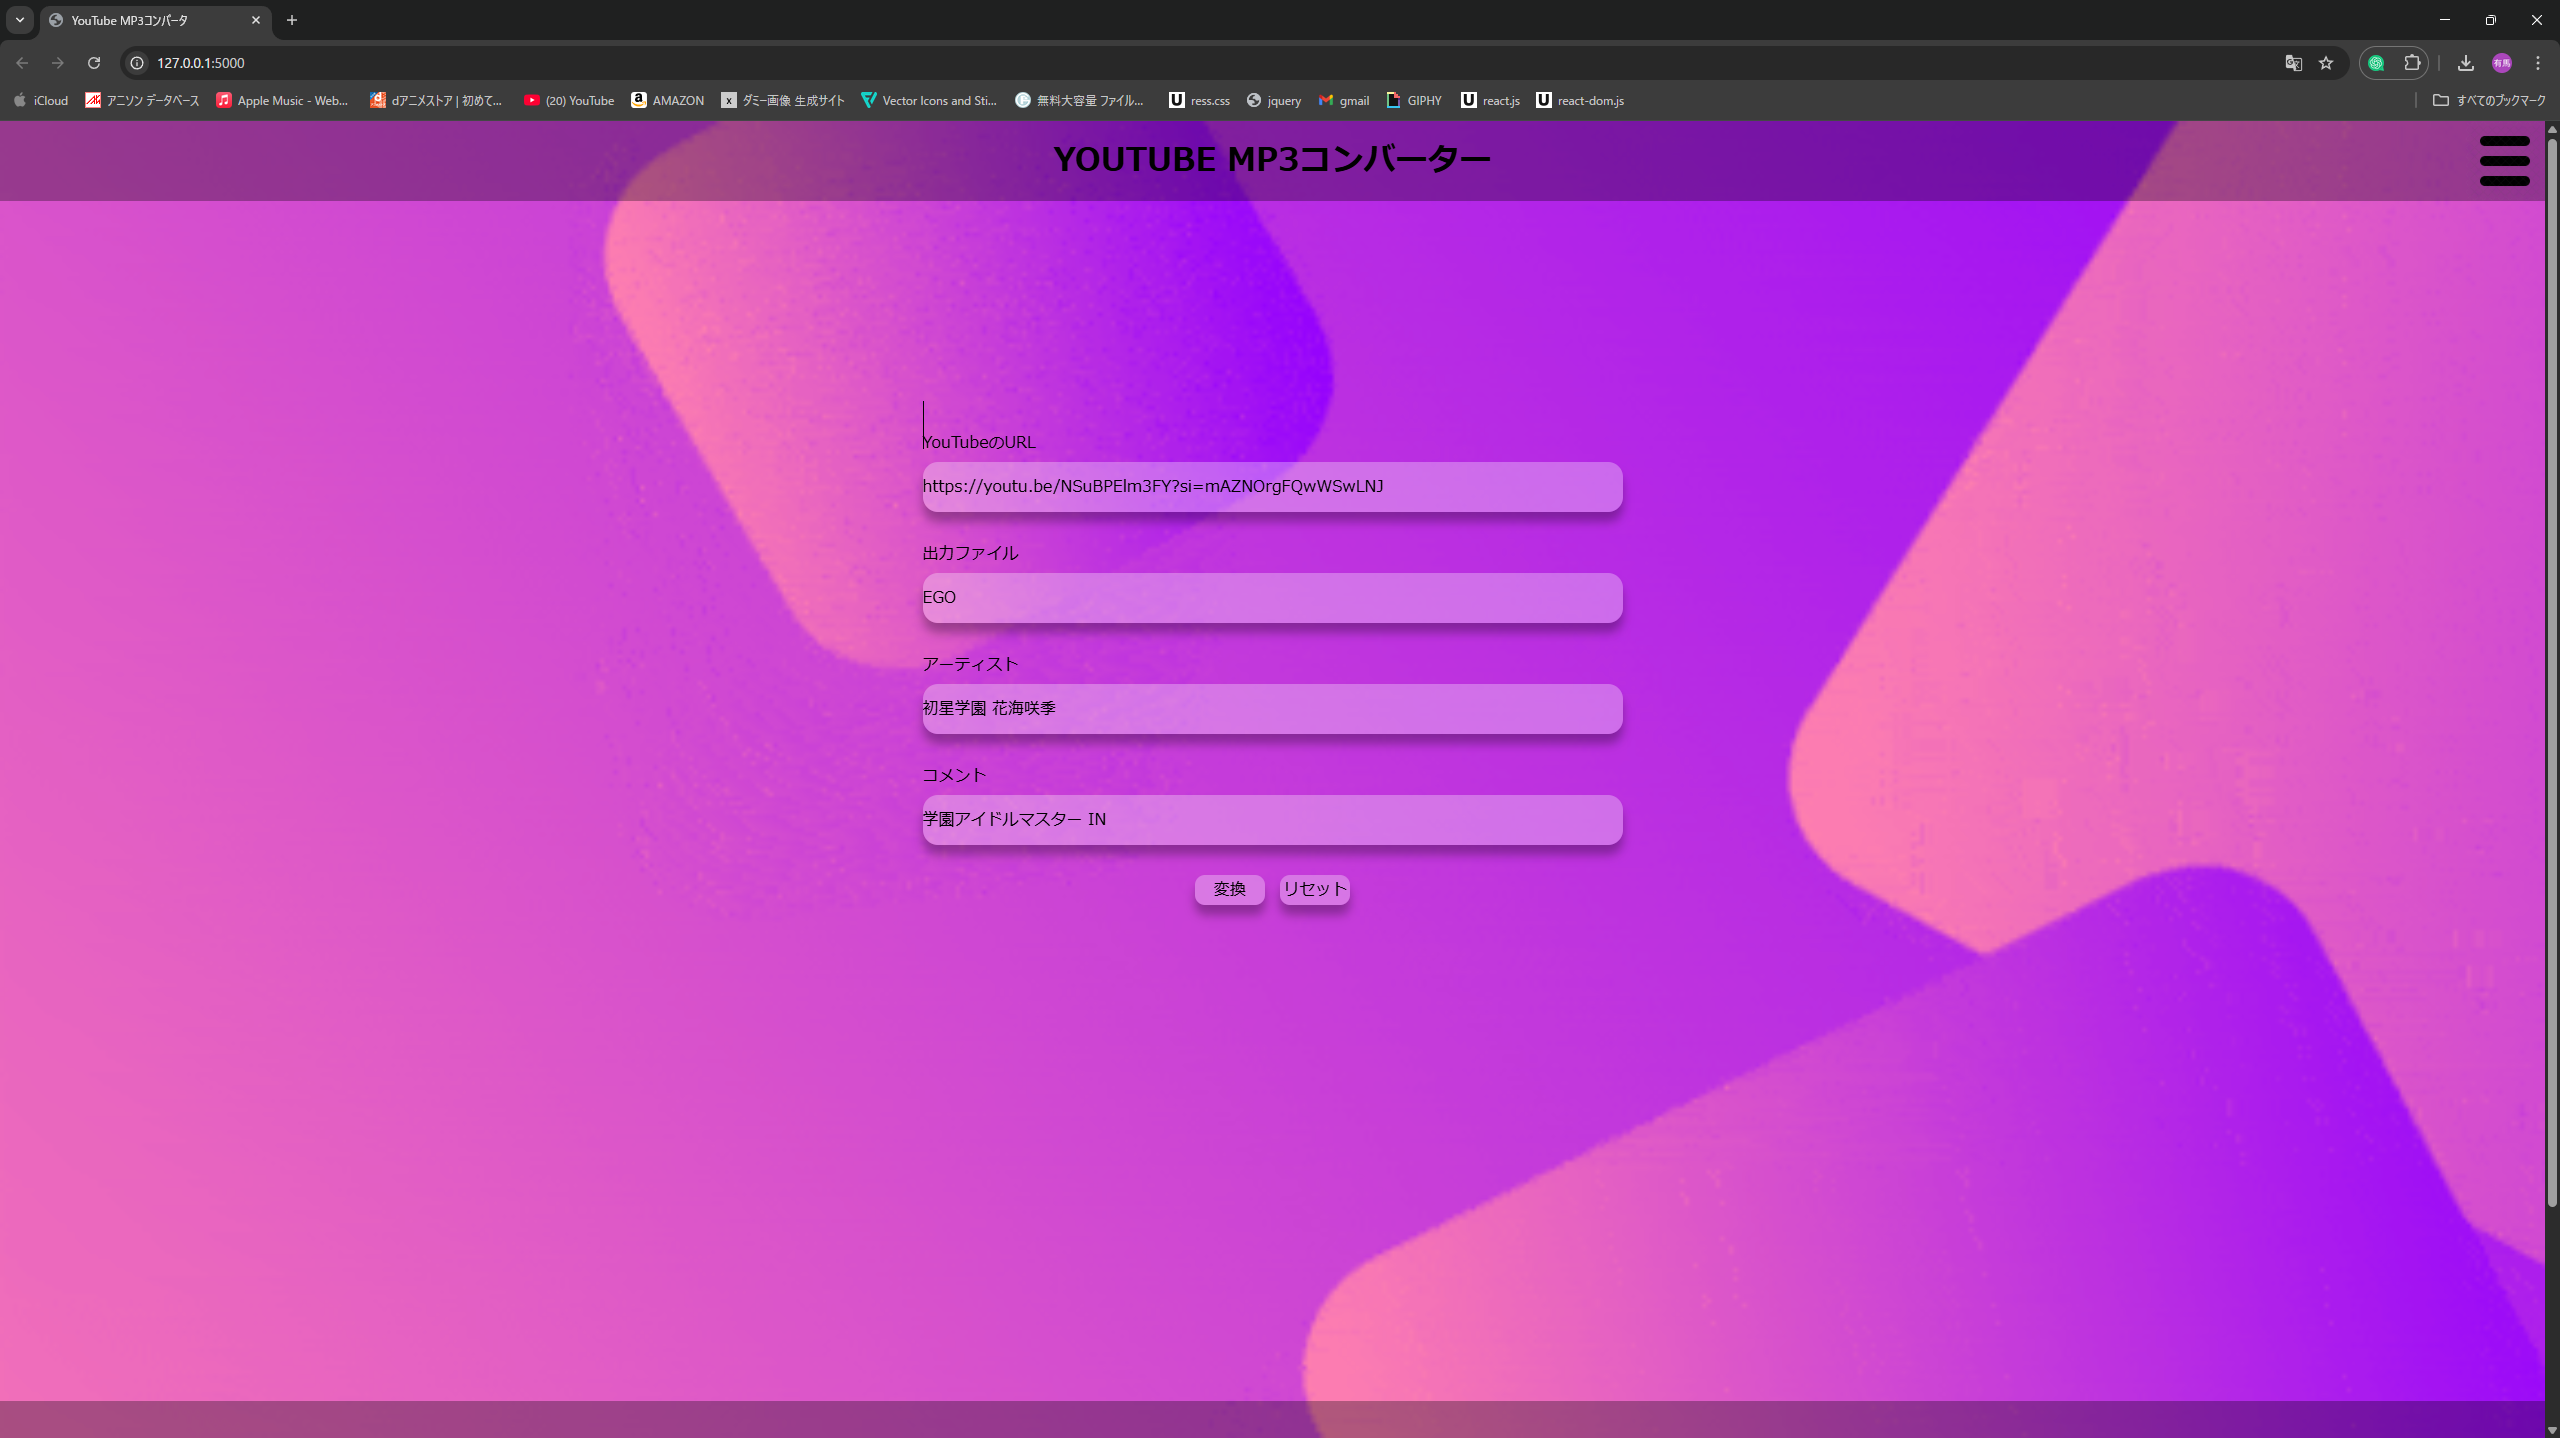 YouTube MP3コンバータ
127.0.0.1:5000
有馬
iCloud アニソン データベース Apple Music - Web... dアニメストア | 初めて... (20) YouTube AMAZON ダミー画像 生成サイト Vector Icons and Sti... 無料大容量 ファイル... ress.css jquery gmail GIPHY react.js react-dom.js すべてのブックマーク
YOUTUBE MP3コンバーター
YouTubeのURL
https://youtu.be/NSuBPElm3FY?si=mAZNOrgFQwWSwLNJ
出力ファイル
EGO
アーティスト
初星学園 花海咲季
コメント
学園アイドルマスター IN
変換 リセット